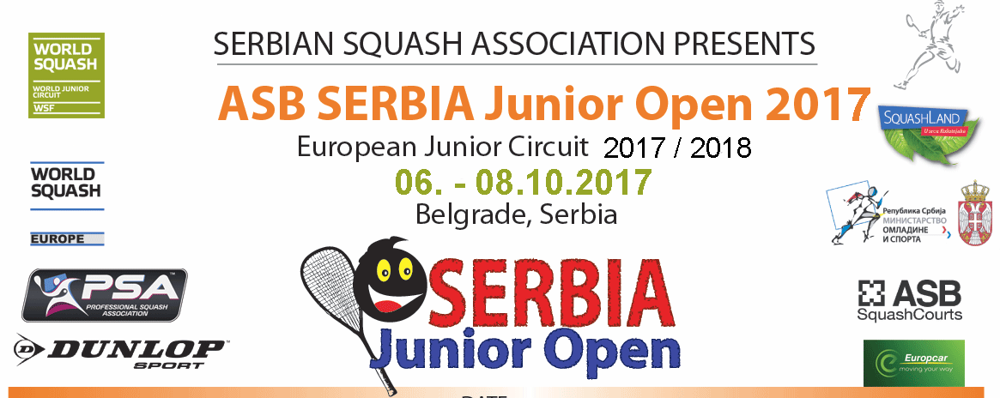 SERBIAN SQUASH ASSOCIATION PRESENTS
ASB SERBIA Junior Open 2017
European Junior Circuit 2017 / 2018
06. - 08.10.2017
Belgrade, Serbia
SERBIA
Junior Open
WORLD
SQUASH
WORLD JUNIOR
CIRCUIT
WSF
WORLD
SQUASH
EUROPE
PSA™
PROFESSIONAL SQUASH
ASSOCIATION
DUNLOP
SPORT
SQUASHLAND
Република Србија
МИНИСТАРСТВО
ОМЛАДИНЕ
И СПОРТА
ASB
SquashCourts
Europcar
moving your way